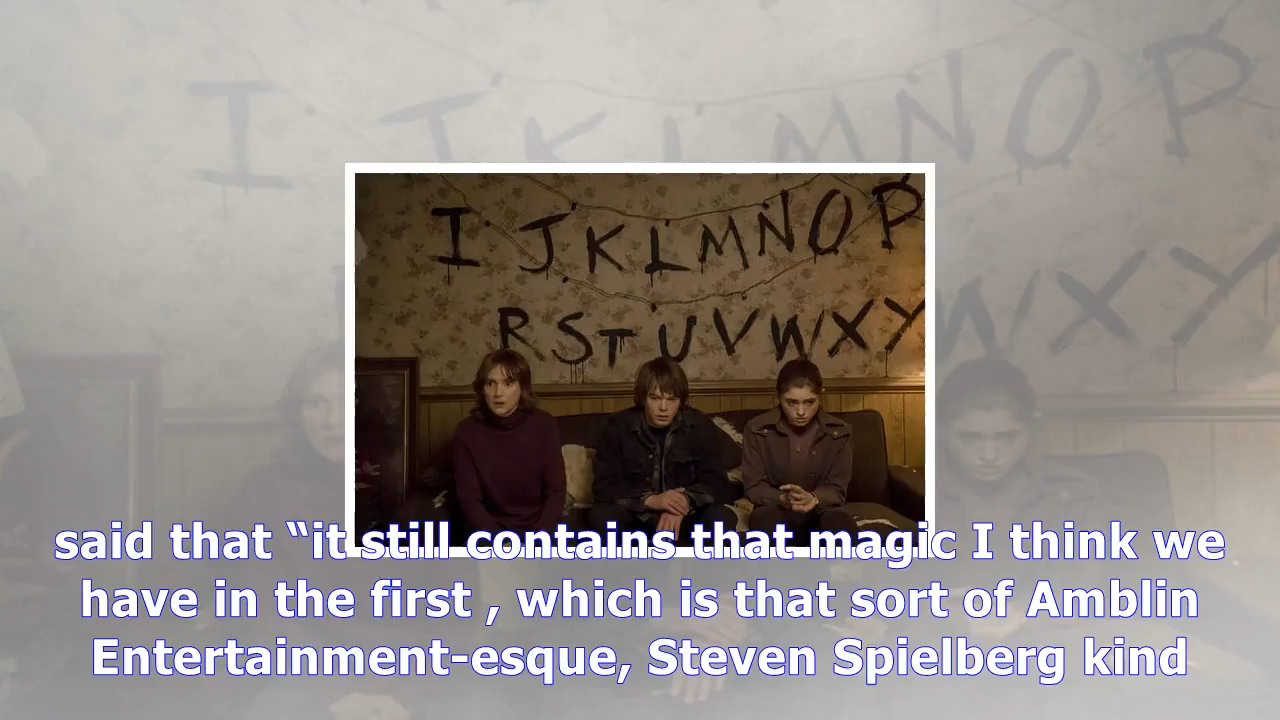 I J K L M N O P
I J K L M N O P
R S T U V W X Y
W X Y
said that “it still contains that magic I think we
have in the first , which is that sort of Amblin
Entertainment-esque, Steven Spielberg kind